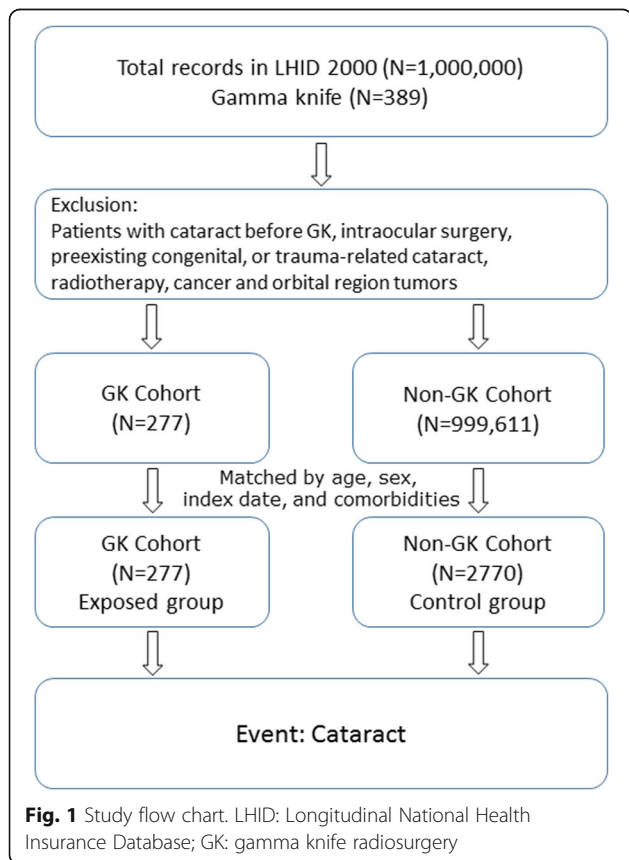 Total records in LHID 2000 (N=1,000,000)
Gamma knife (N=389)
Exclusion:
Patients with cataract before GK, intraocular surgery,
preexisting congenital, or trauma-related cataract,
radiotherapy, cancer and orbital region tumors
GK Cohort
(N=277)
Non-GK Cohort
(N=999,611)
Matched by age, sex,
index date, and comorbidities
GK Cohort
(N=277)
Exposed group
Non-GK Cohort
(N=2770)
Control group
Event: Cataract
Fig. 1 Study flow chart. LHID: Longitudinal National Health
Insurance Database; GK: gamma knife radiosurgery